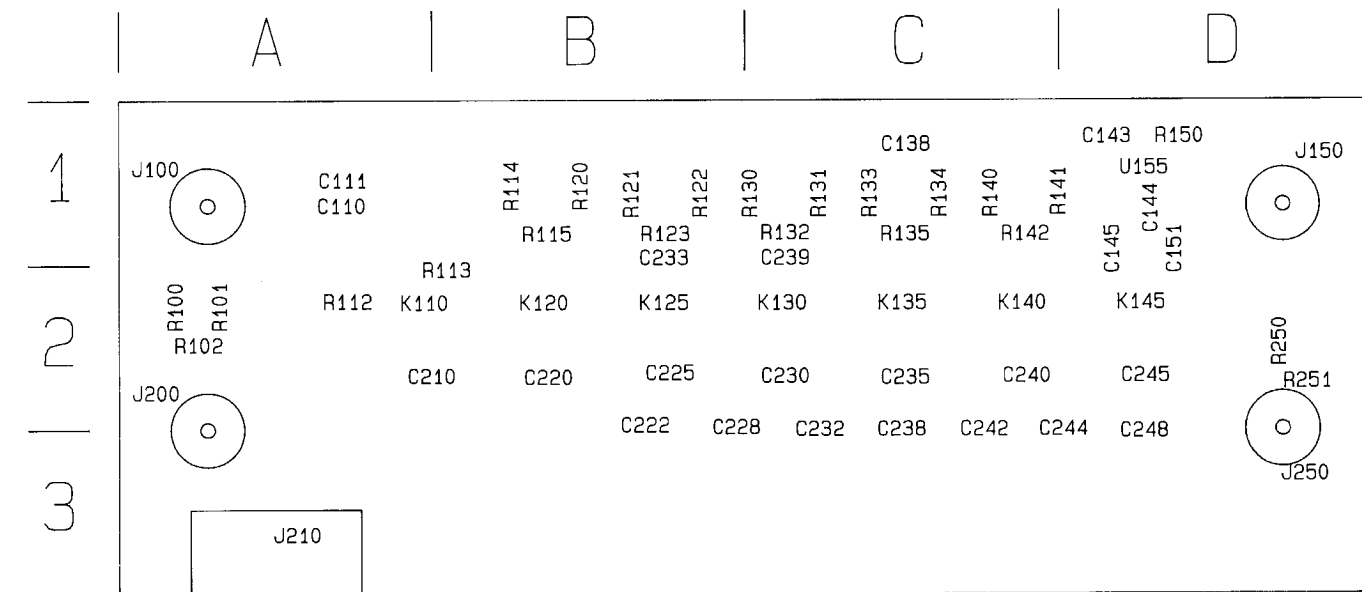 A B C D
1
C138 C143 R150
J100 J150
U155
C111 R114 R120 R121 R122 R130 R131 R133 R134 R140 R141 C144
C110
R115 R123 R132 R135 R142
C233 C239 C145 C151
R113
2
R100 R101 R112 K110 K120 K125 K130 K135 K140 K145
R102 R250
C210 C220 C225 C230 C235 C240 C245 R251
J200
C222 C228 C232 C238 C242 C244 C248
J250
3
J210